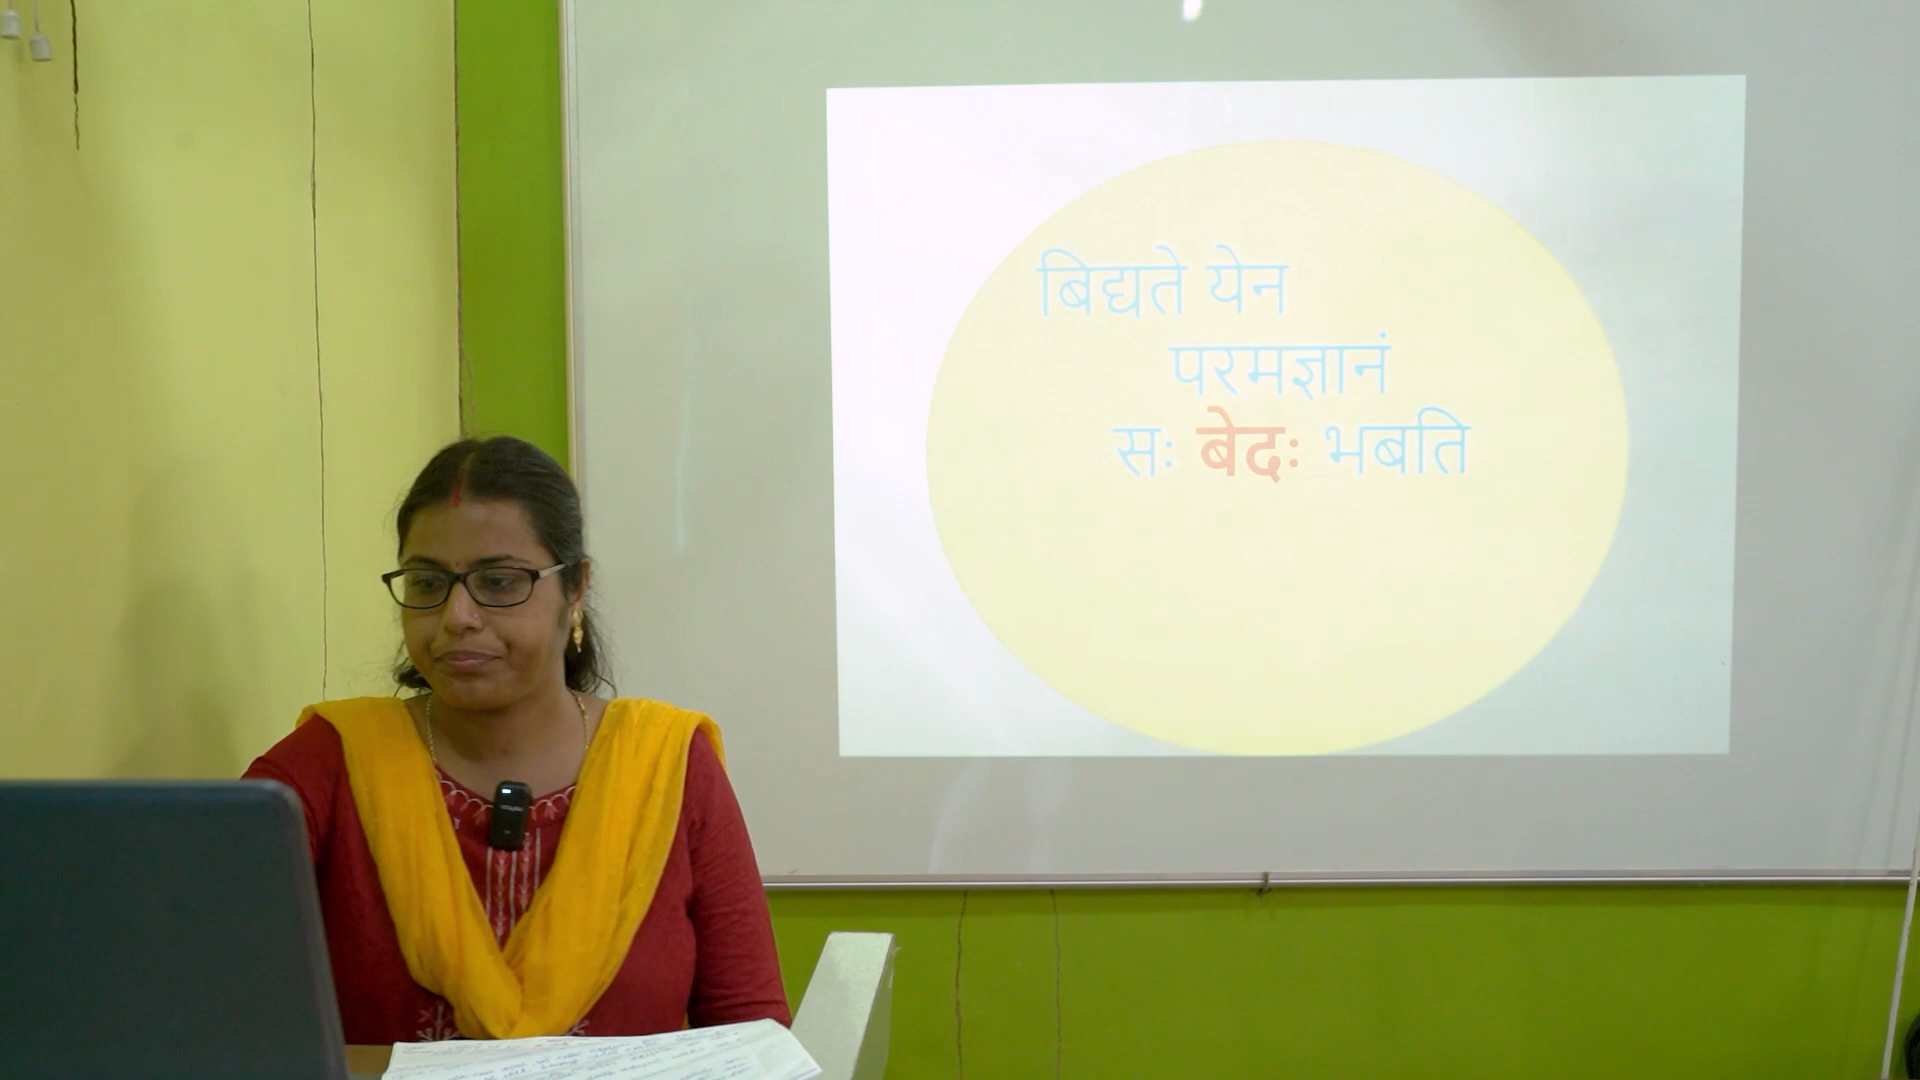 बिद्यते येन
परमज्ञानं
सः बेदः भबति